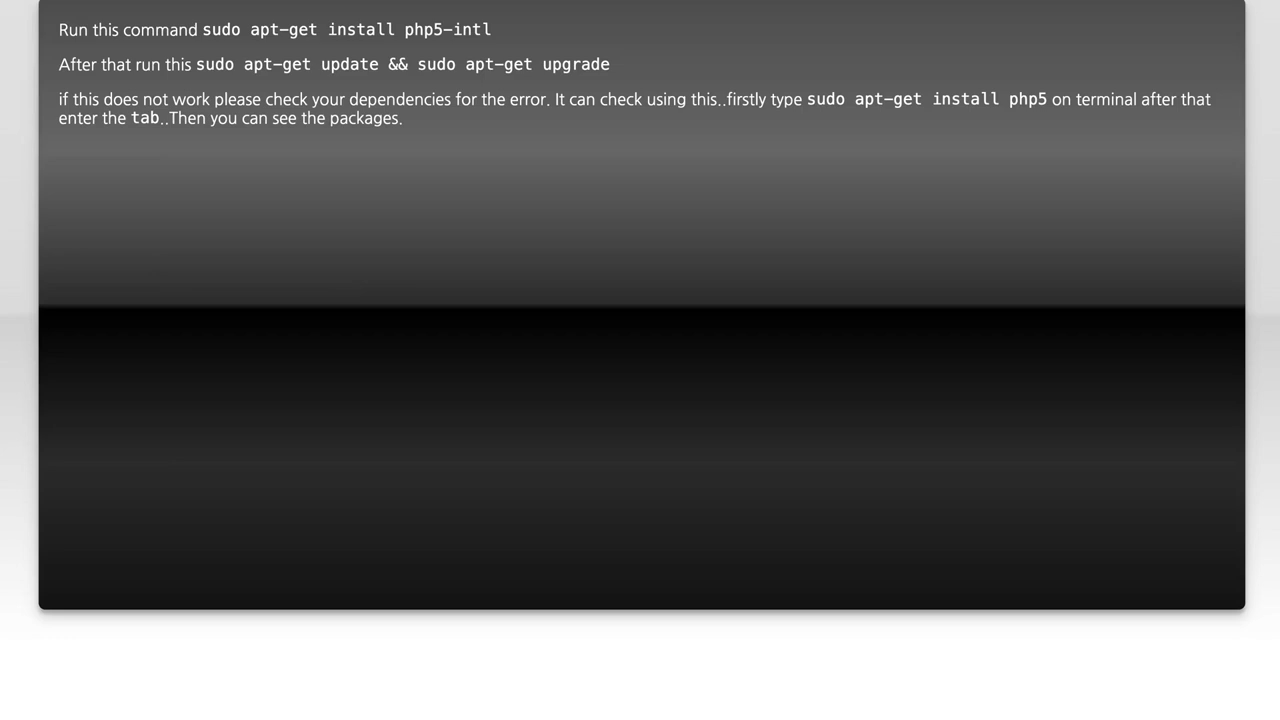 Run this command sudo apt-get install php5-intl
After that run this sudo apt-get update && sudo apt-get upgrade
if this does not work please check your dependencies for the error. It can check using this..firstly type sudo apt-get install php5 on terminal after that
enter the tab..Then you can see the packages.